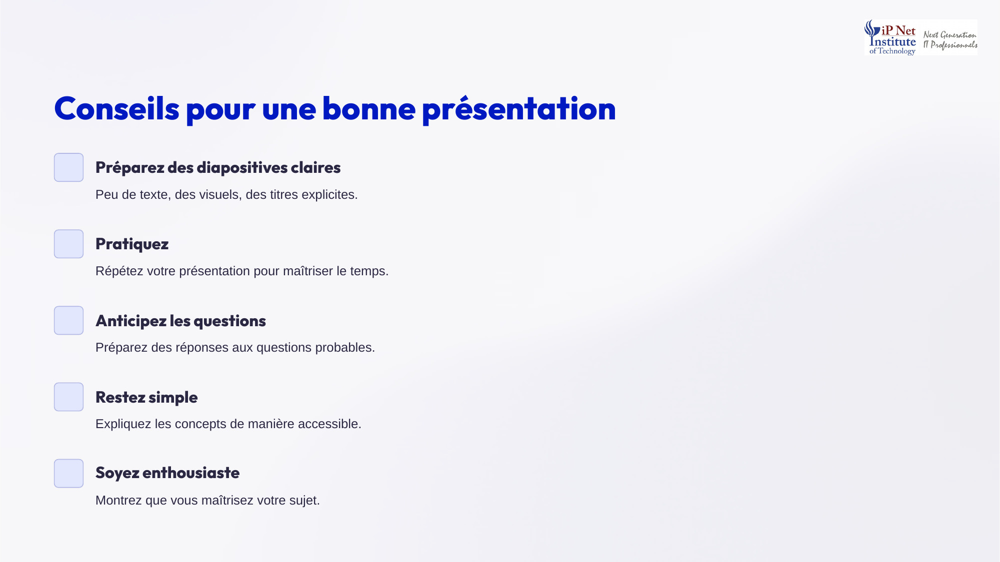 iP Net
Institute
of Technology
Next Generation
IT Professionnels
Conseils pour une bonne présentation
Préparez des diapositives claires
Peu de texte, des visuels, des titres explicites.
Pratiquez
Répétez votre présentation pour maîtriser le temps.
Anticipez les questions
Préparez des réponses aux questions probables.
Restez simple
Expliquez les concepts de manière accessible.
Soyez enthousiaste
Montrez que vous maîtrisez votre sujet.